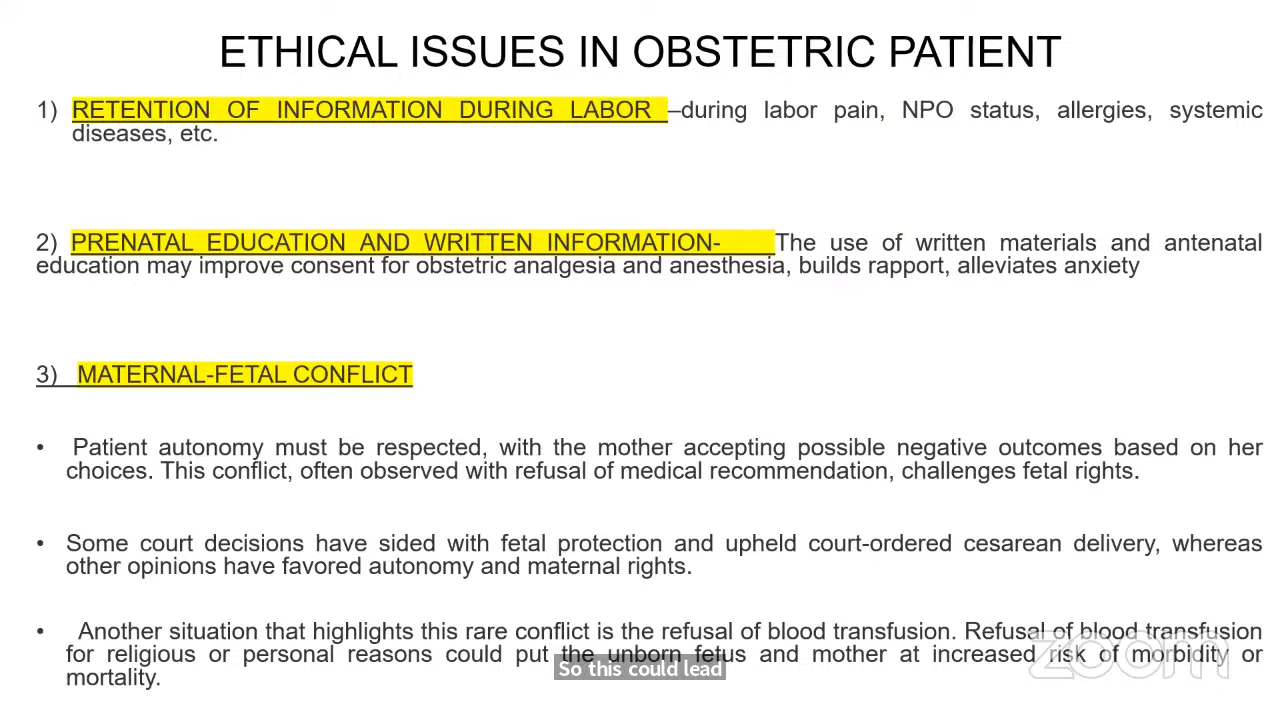 ETHICAL ISSUES IN OBSTETRIC PATIENT
1) RETENTION OF INFORMATION DURING LABOR –during labor pain, NPO status, allergies, systemic
diseases, etc.
2) PRENATAL EDUCATION AND WRITTEN INFORMATION- The use of written materials and antenatal
education may improve consent for obstetric analgesia and anesthesia, builds rapport, alleviates anxiety
3) MATERNAL-FETAL CONFLICT
• Patient autonomy must be respected, with the mother accepting possible negative outcomes based on her
choices. This conflict, often observed with refusal of medical recommendation, challenges fetal rights.
• Some court decisions have sided with fetal protection and upheld court-ordered cesarean delivery, whereas
other opinions have favored autonomy and maternal rights.
• Another situation that highlights this rare conflict is the refusal of blood transfusion. Refusal of blood transfusion
for religious or personal reasons could put the unborn fetus and mother at increased risk of morbidity or
mortality.
So this could lead
zoom